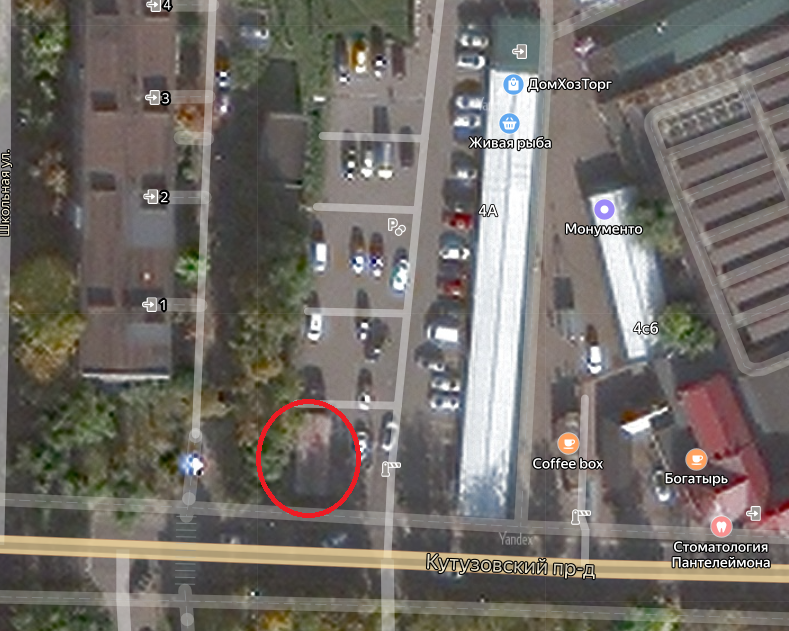 4
3
2
1
Школьная ул.
ДомХозТорг
Живая рыба
4А
Монументо
4с6
P
Coffee box
Богатырь
Yandex
Стоматология
Пантелеймона
Кутузовский пр-д